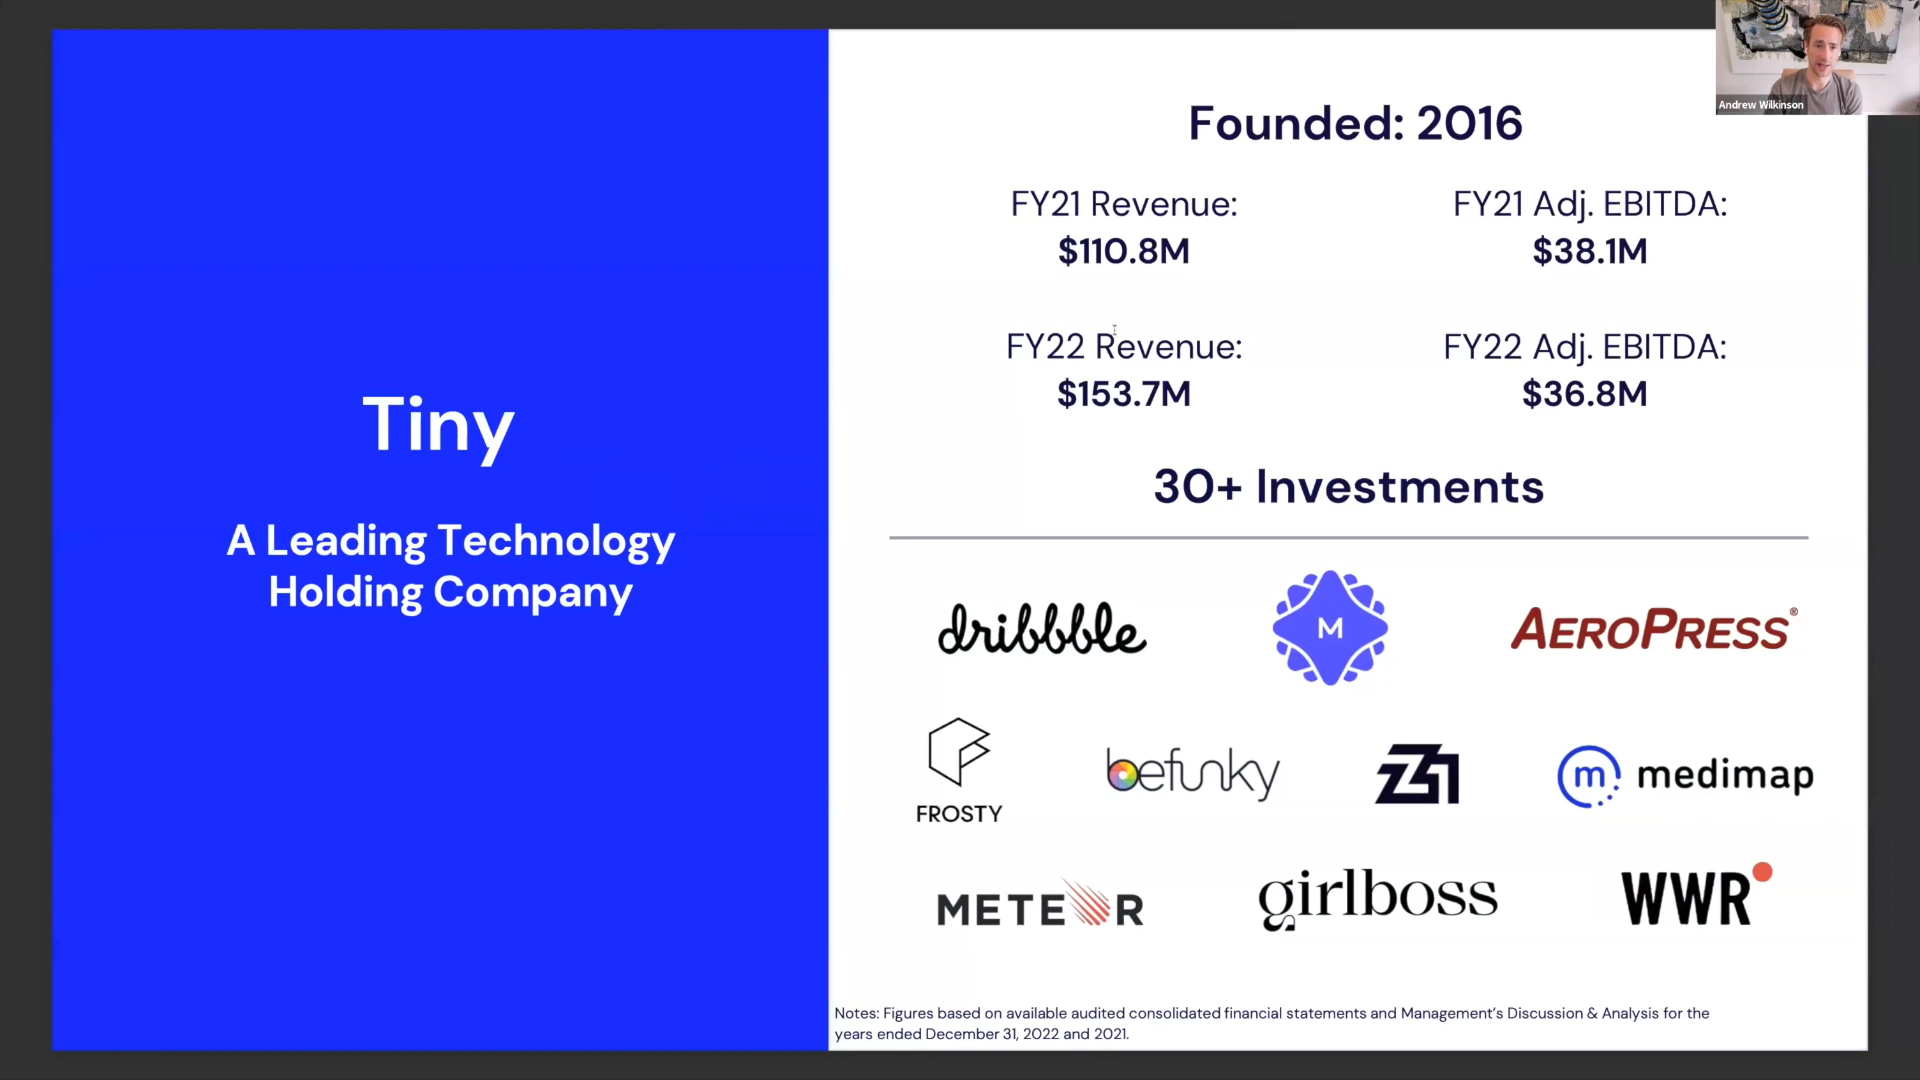 Andrew Wilkinson
Tiny
A Leading Technology
Holding Company
Founded: 2016
FY21 Revenue:
$110.8M
FY21 Adj. EBITDA:
$38.1M
FY22 Revenue:
$153.7M
FY22 Adj. EBITDA:
$36.8M
30+ Investments
dribbble
M
AEROPRESS®
FROSTY
befunky
Z1
m medimap
METEOR
girlboss
WWR
Notes: Figures based on available audited consolidated financial statements and Management's Discussion & Analysis for the
years ended December 31, 2022 and 2021.